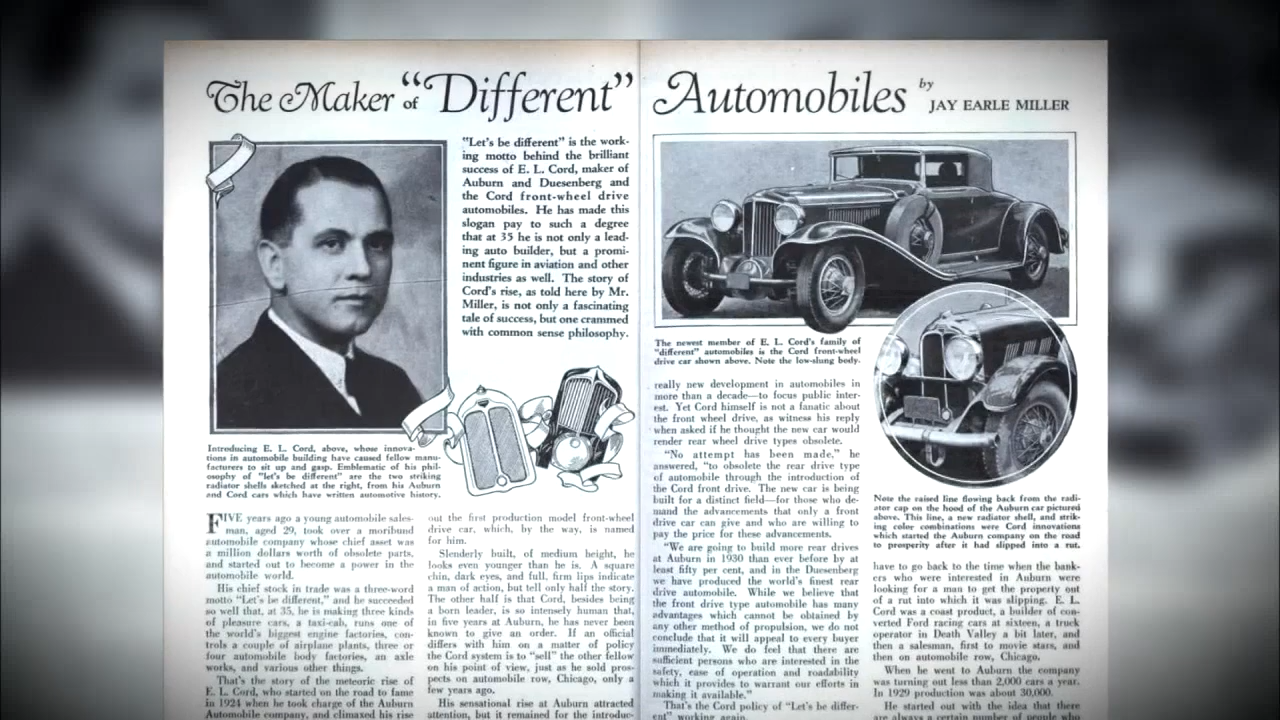 The Maker of "Different" Automobiles by
JAY EARLE MILLER
"Let's be different" is the work-
ing motto behind the brilliant
success of E. L. Cord, maker of
Auburn and Duesenberg and
the Cord front-wheel drive
automobiles. He has made this
slogan pay to such a degree
that at 35 he is not only a lead-
ing auto builder, but a promi-
nent figure in aviation and other
industries as well. The story of
Cord's rise, as told here by Mr.
Miller, is not only a fascinating
tale of success, but one crammed
with common sense philosophy.
Introducing E. L. Cord, above, whose innova-
tions in automobile building have caused fellow manu-
facturers to sit up and gasp. Emblematic of his phil-
osophy of "let's be different" are the two striking
radiator shells sketched at the right, from his Auburn
and Cord cars which have written automotive history.
FIVE years ago a young automobile sales-
man, aged 29, took over a moribund
automobile company whose chief asset was
a million dollars worth of obsolete parts,
and started out to become a power in the
automobile world.
His chief stock in trade was a three-word
motto "Let's be different," and he succeeded
so well that, at 35, he is making three kinds
of pleasure cars, a taxi-cab, runs one of
the world's biggest engine factories, con-
trols a couple of airplane plants, three or
four automobile body factories, an axle
works, and various other things.
That's the story of the meteoric rise of
E. L. Cord, who started on the road to fame
in 1924 when he took charge of the Auburn
Automobile company, and climaxed his rise
out the first production model front-wheel
drive car, which, by the way, is named
for him.
Slenderly built, of medium height, he
looks even younger than he is. A square
chin, dark eyes, and full, firm lips indicate
a man of action, but tell only half the story.
The other half is that Cord, besides being
a born leader, is so intensely human that,
in five years at Auburn, he has never been
known to give an order. If an official
differs with him on a matter of policy
the Cord system is to "sell" the other fellow
on his point of view, just as he sold pros-
pects on automobile row, Chicago, only a
few years ago.
His sensational rise at Auburn attracted
attention, but it remained for the introduc-
The newest member of E. L. Cord's family of
"different" automobiles is the Cord front-wheel
drive car shown above. Note the low-slung body.
really new development in automobiles in
more than a decade—to focus public inter-
est. Yet Cord himself is not a fanatic about
the front wheel drive, as witness his reply
when asked if he thought the new car would
render rear wheel drive types obsolete.
"No attempt has been made," he
answered, "to obsolete the rear drive type
of automobile through the introduction of
the Cord front drive. The new car is being
built for a distinct field—for those who de-
mand the advancements that only a front
drive car can give and who are willing to
pay the price for these advancements.
"We are going to build more rear drives
at Auburn in 1930 than ever before by at
least fifty per cent, and in the Duesenberg
we have produced the world's finest rear
drive automobile. While we believe that
the front drive type automobile has many
advantages which cannot be obtained by
any other method of propulsion, we do not
conclude that it will appeal to every buyer
immediately. We do feel that there are
sufficient persons who are interested in the
safety, ease of operation and roadability
which it provides to warrant our efforts in
making it available."
That's the Cord policy of "Let's be differ-
ent" working again.
Note the raised line flowing back from the radi-
ator cap on the hood of the Auburn car pictured
above. This line, a new radiator shell, and strik-
ing color combinations were Cord innovations
which started the Auburn company on the road
to prosperity after it had slipped into a rut.
have to go back to the time when the bank-
ers who were interested in Auburn were
looking for a man to get the property out
of a rut into which it was slipping. E. L.
Cord was a coast product, a builder of con-
verted Ford racing cars at sixteen, a truck
operator in Death Valley a bit later, and
then a salesman, first to movie stars, and
then on automobile row, Chicago.
When he went to Auburn the company
was turning out less than 2,000 cars a year.
In 1929 production was about 30,000.
He started out with the idea that there
are always a certain number of people who